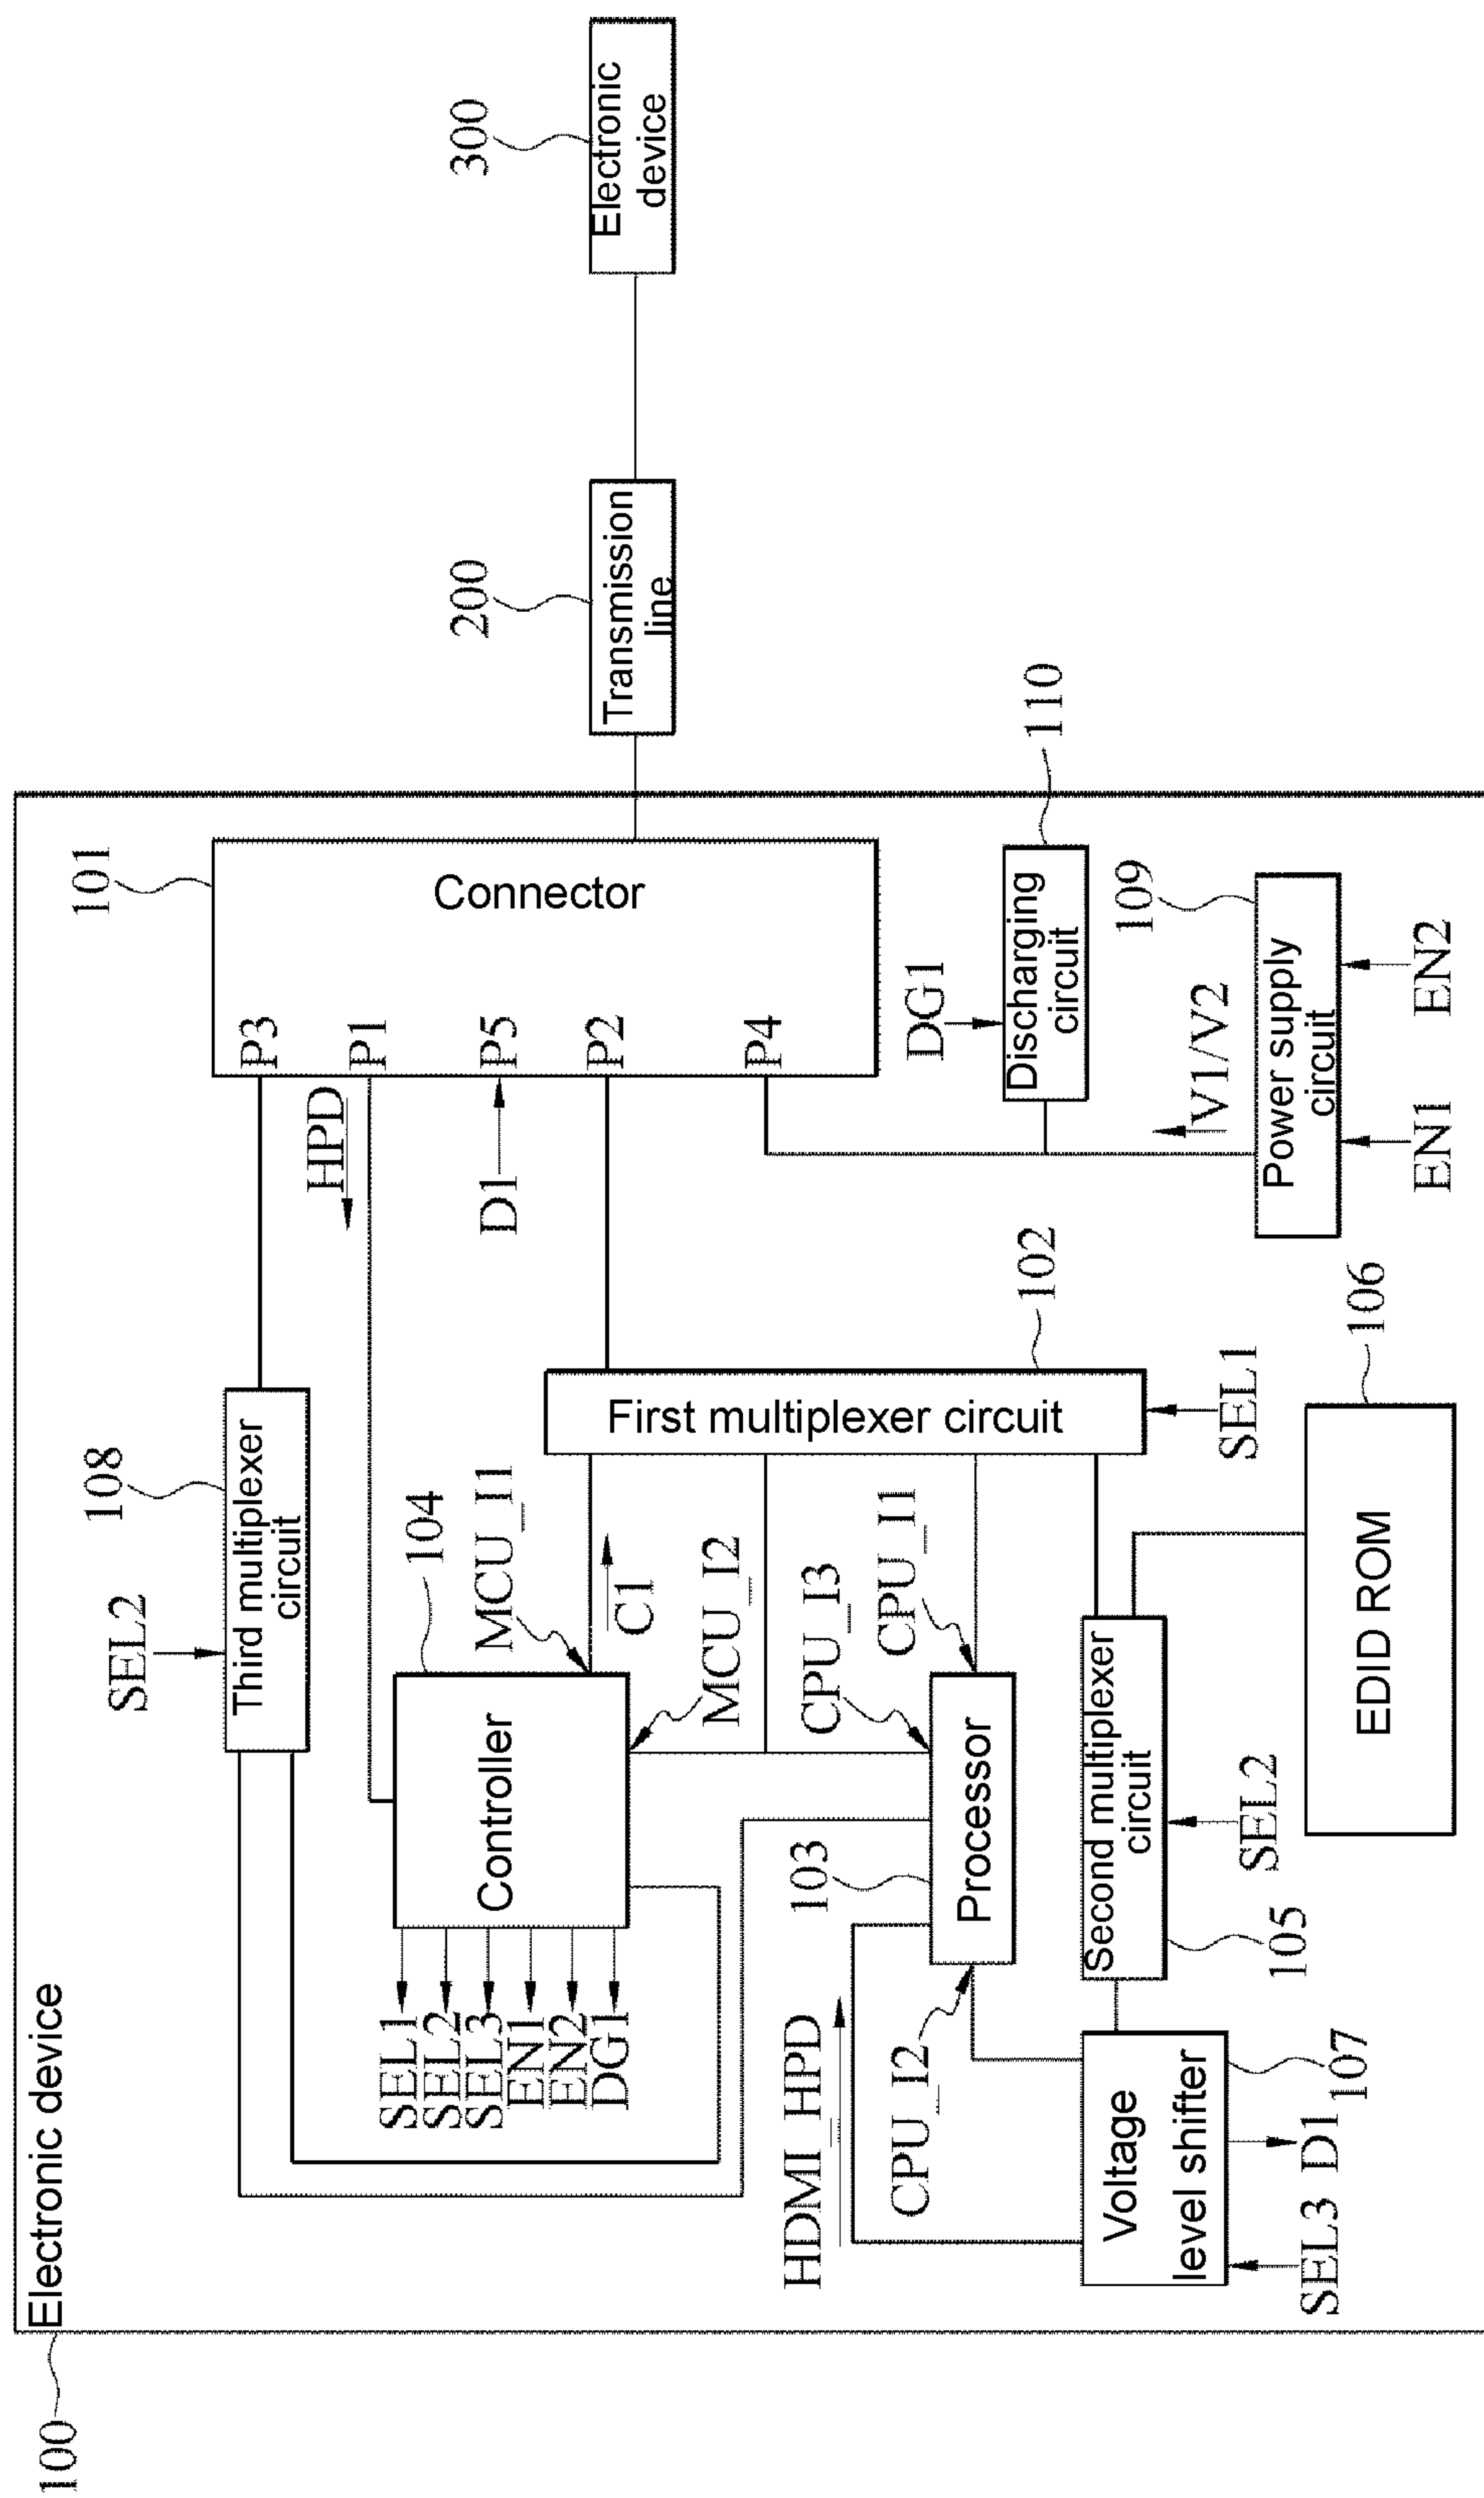 100
Electronic device
SEL2
108
Third multiplexer
circuit
101
Connector
P3
P1
P5
P2
P4
HPD
D1
200
Transmission
line
300
Electronic
device
104
Controller
MCU_I1
C1
MCU_I2
SEL1
SEL2
SEL3
EN1
EN2
DG1
First multiplexer circuit
102
SEL1
CPU_I3
CPU_I1
103
Processor
HDMI_HPD
CPU_I2
Second multiplexer
circuit
105
SEL2
Voltage
level shifter
107
SEL3
D1
EDID ROM
106
DG1
Discharging
circuit
110
V1/V2
109
Power supply
circuit
EN1
EN2